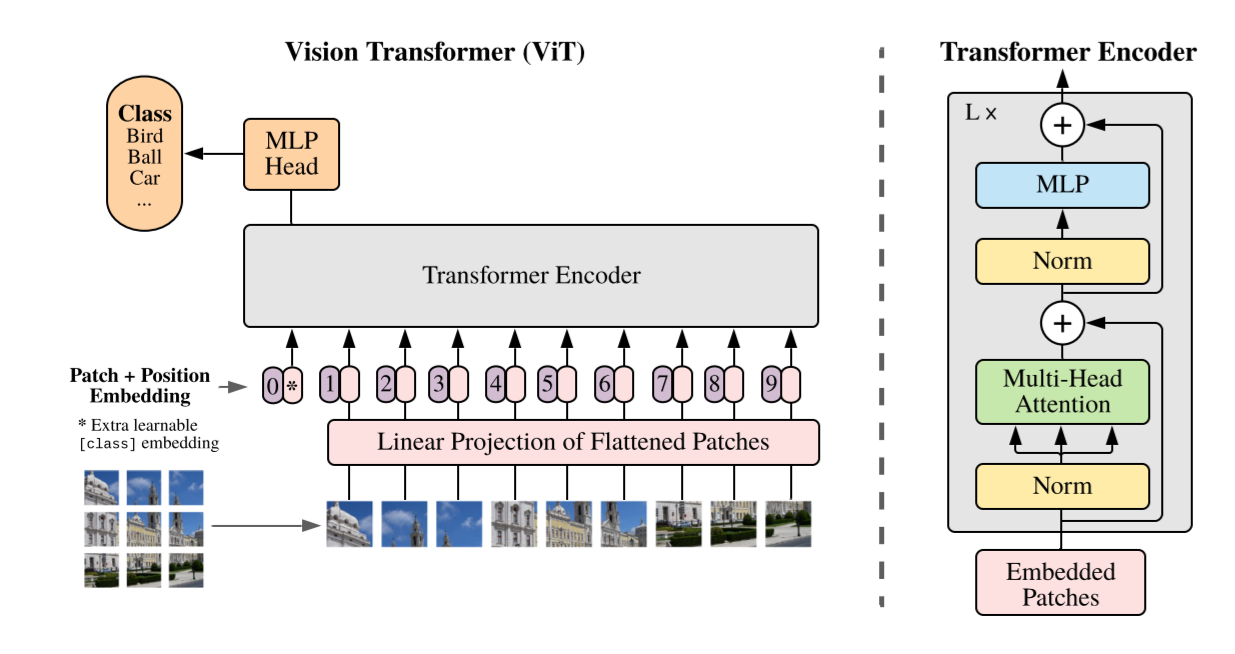 Vision Transformer (ViT)
Class
Bird
Ball
Car
...
MLP
Head
Transformer Encoder
Patch + Position
Embedding
0 * 1 2 3 4 5 6 7 8 9
* Extra learnable
[class] embedding
Linear Projection of Flattened Patches
Transformer Encoder
L x
+
MLP
Norm
+
Multi-Head
Attention
Norm
Embedded
Patches